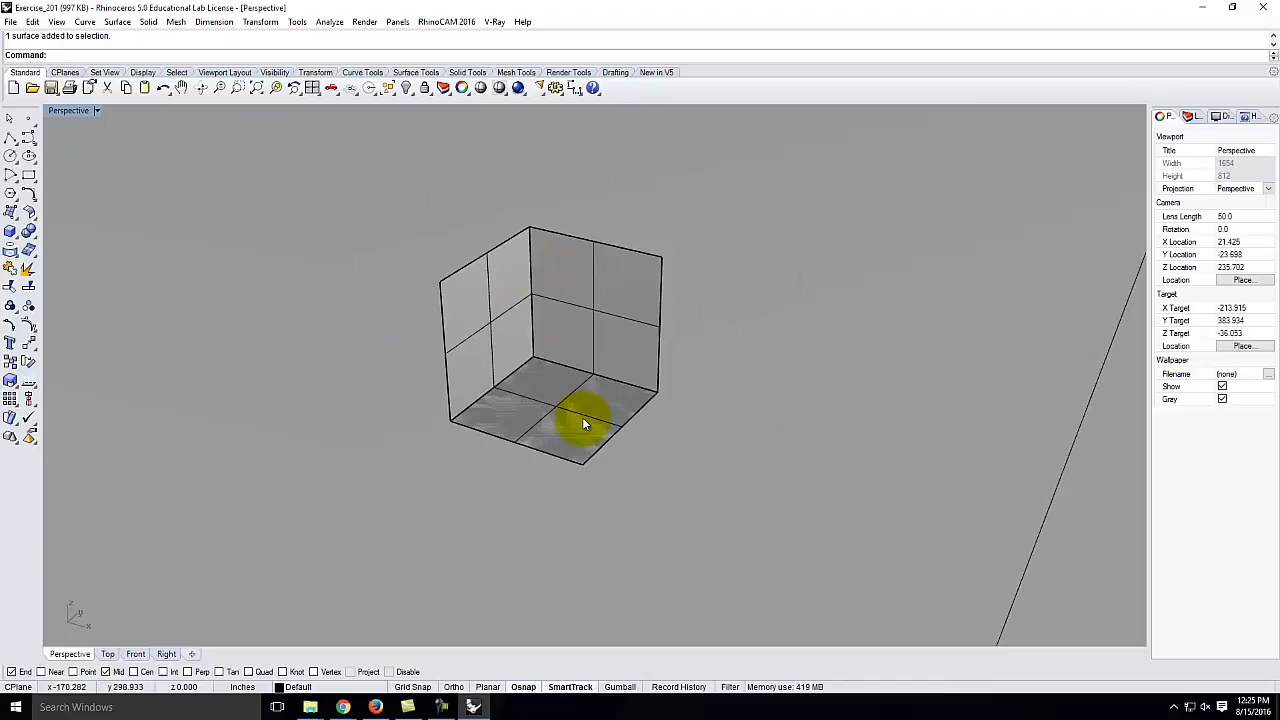 Exercise_201 (997 KB) - Rhinoceros 5.0 Educational Lab License - [Perspective]
File Edit View Curve Surface Solid Mesh Dimension Transform Tools Analyze Render Panels RhinoCAM 2016 V-Ray Help
1 surface added to selection.
Command:
Standard CPlanes Set View Display Select Viewport Layout Visibility Transform Curve Tools Surface Tools Solid Tools Mesh Tools Render Tools Drafting New in V5
Perspective
P... L... Di... H...
Viewport
Title Perspective
Width 1654
Height 812
Projection Perspective
Camera
Lens Length 50.0
Rotation 0.0
X Location 21.425
Y Location -23.698
Z Location 235.702
Location Place...
Target
X Target -213.915
Y Target 383.934
Z Target -36.053
Location Place...
Wallpaper
Filename (none) ...
Show
Gray
z
y
x
Perspective Top Front Right
End Near Point Mid Cen Int Perp Tan Quad Knot Vertex Project Disable
CPlane x -170.282 y 298.933 z 0.000 Inches Default Grid Snap Ortho Planar Osnap SmartTrack Gumball Record History Filter Memory use: 419 MB
Search Windows
12:25 PM
8/15/2016